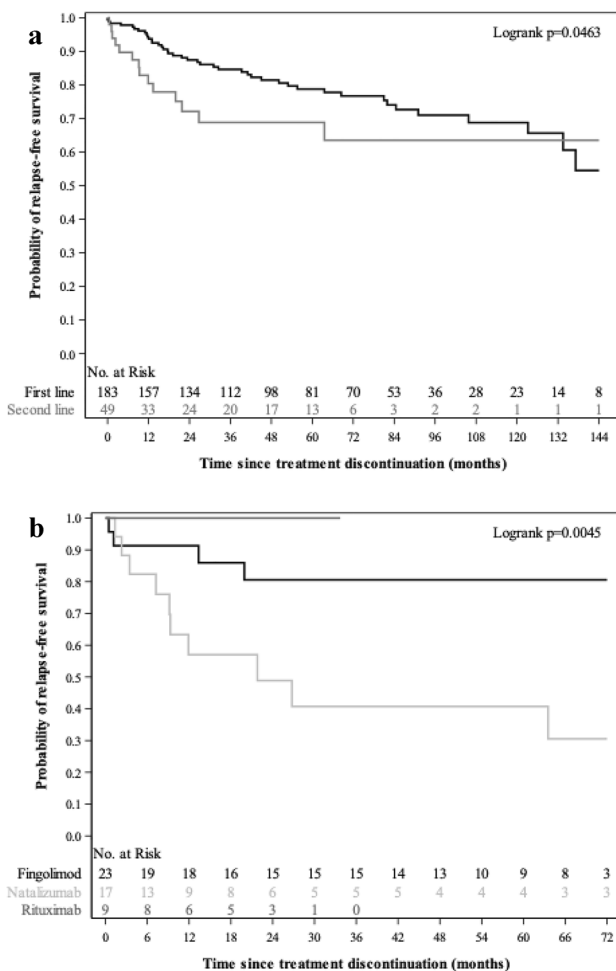 a
Logrank p=0.0463
Probability of relapse-free survival
1.0
0.9
0.8
0.7
0.6
0.5
0.4
0.3
0.2
0.1
0.0
No. at Risk
First line 183 157 134 112 98 81 70 53 36 28 23 14 8
Second line 49 33 24 20 17 13 6 3 2 2 1 1 1
0 12 24 36 48 60 72 84 96 108 120 132 144
Time since treatment discontinuation (months)
b
Logrank p=0.0045
Probability of relapse-free survival
1.0
0.9
0.8
0.7
0.6
0.5
0.4
0.3
0.2
0.1
0.0
No. at Risk
Fingolimod 23 19 18 16 15 15 15 14 13 10 9 8 3
Natalizumab 17 13 9 8 6 5 5 5 4 4 4 3 3
Rituximab 9 8 6 5 3 1 0
0 6 12 18 24 30 36 42 48 54 60 66 72
Time since treatment discontinuation (months)